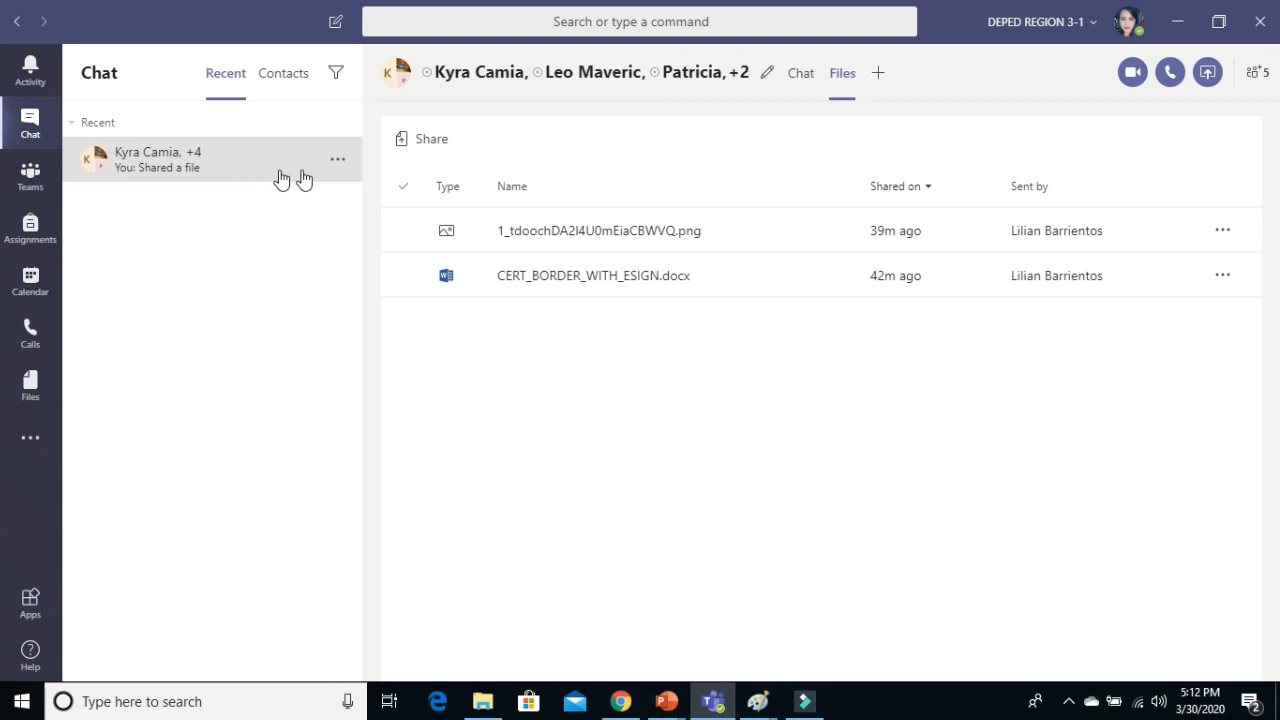 Search or type a command
DEPED REGION 3-1
Activity
Chat
Teams
Assignments
Calendar
Calls
Files
Apps
Help
Chat
Recent
Contacts
Recent
K
Kyra Camia, +4
You: Shared a file
K
Kyra Camia, Leo Maveric, Patricia, +2
Chat
Files
5
Share
Type
Name
Shared on
Sent by
1_tdoochDA2I4U0mEiaCBWVQ.png
39m ago
Lilian Barrientos
CERT_BORDER_WITH_ESIGN.docx
42m ago
Lilian Barrientos
Type here to search
5:12 PM
3/30/2020
2